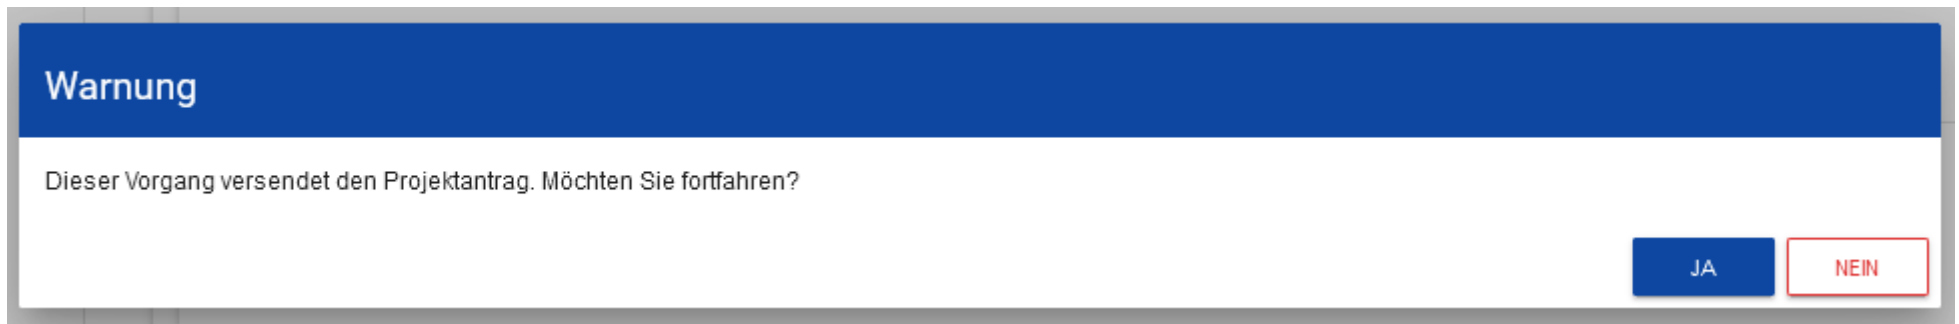 Warnung
Dieser Vorgang versendet den Projektantrag. Möchten Sie fortfahren?
JA NEIN